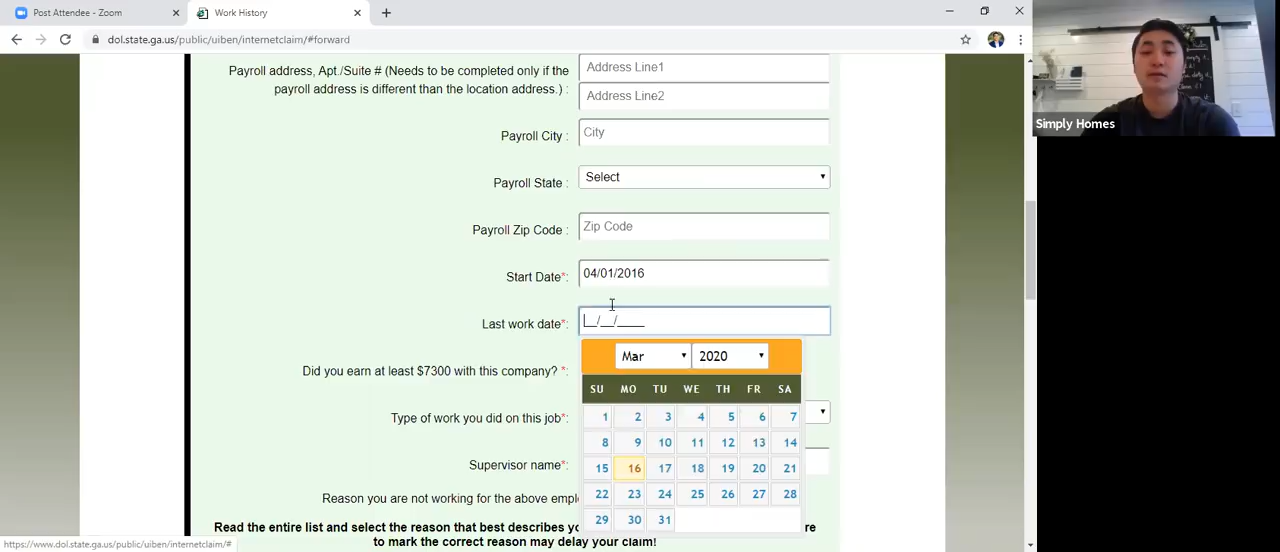 Post Attendee - Zoom
Work History
dol.state.ga.us/public/uiben/internetclaim/#forward
Simply Homes
Payroll address, Apt./Suite # (Needs to be completed only if the
payroll address is different than the location address.) :
Address Line1
Address Line2
Payroll City :
City
Payroll State :
Select
Payroll Zip Code :
Zip Code
Start Date*:
04/01/2016
Last work date*:
__/__/____
Mar
2020
SU MO TU WE TH FR SA
1 2 3 4 5 6 7
8 9 10 11 12 13 14
15 16 17 18 19 20 21
22 23 24 25 26 27 28
29 30 31
Did you earn at least $7300 with this company? *:
Type of work you did on this job*:
Supervisor name*:
Reason you are not working for the above empl
Read the entire list and select the reason that best describes yo re
to mark the correct reason may delay your claim!
https://www.dol.state.ga.us/public/uiben/internetclaim/#